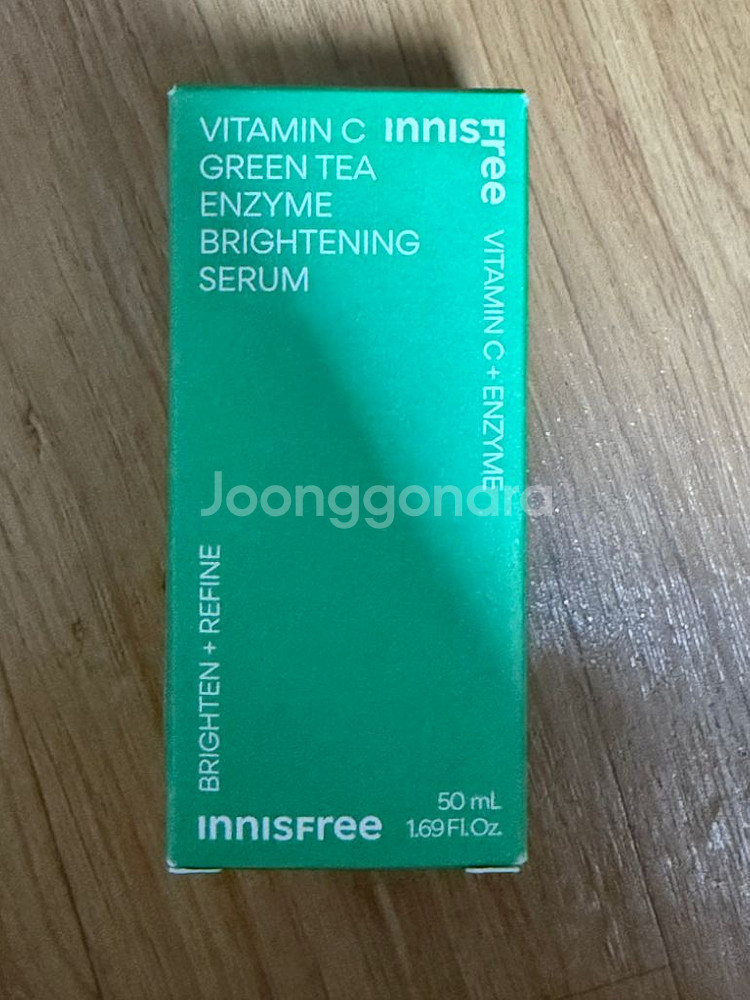 VITAMIN C
GREEN TEA
ENZYME
BRIGHTENING
SERUM
INNISFree
VITAMIN C + ENZYME
Joonggonara
BRIGHTEN + REFINE
INNISFree
50 mL
1.69 Fl.Oz.